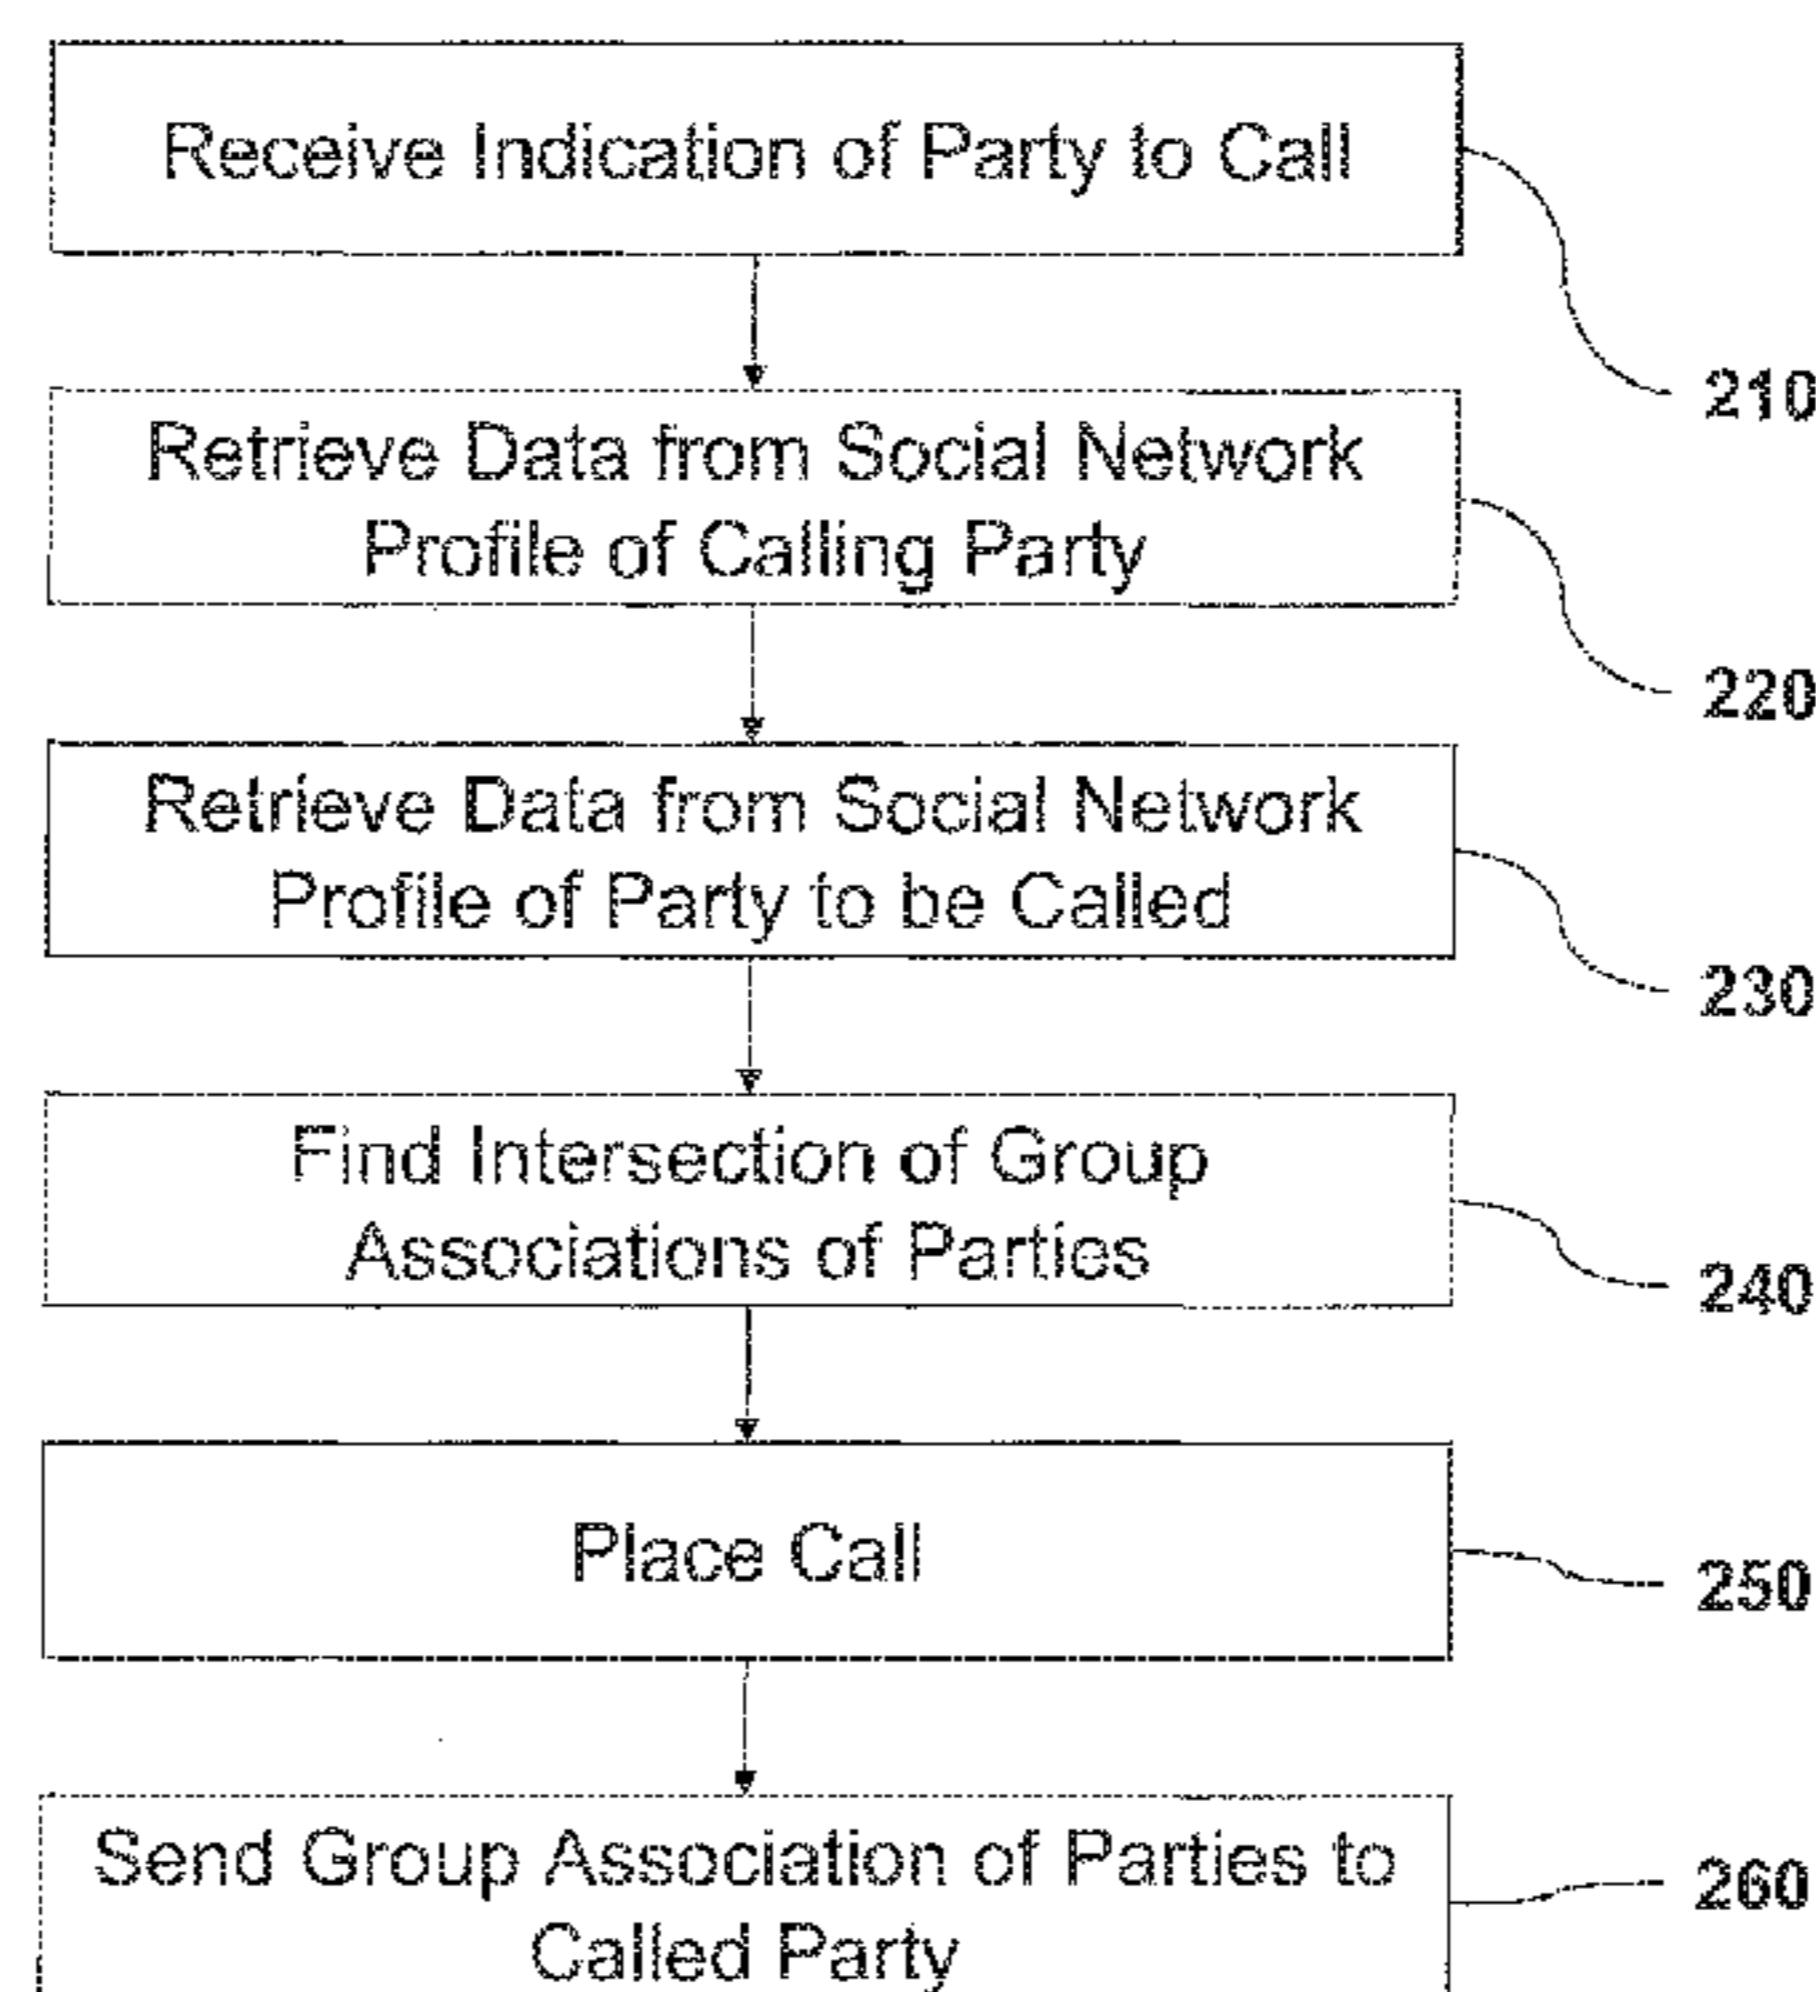 Receive Indication of Party to Call
210
Retrieve Data from Social Network
Profile of Calling Party
220
Retrieve Data from Social Network
Profile of Party to be Called
230
Find Intersection of Group
Associations of Parties
240
Place Call
250
Send Group Association of Parties to
Called Party
260